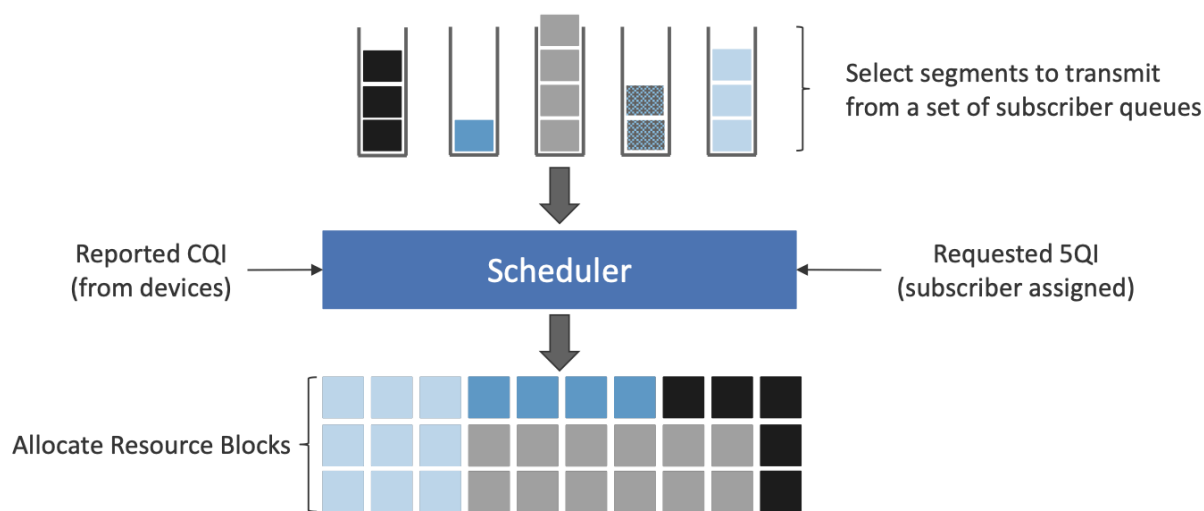 Select segments to transmit
from a set of subscriber queues
Reported CQI
(from devices)
Scheduler
Requested 5QI
(subscriber assigned)
Allocate Resource Blocks